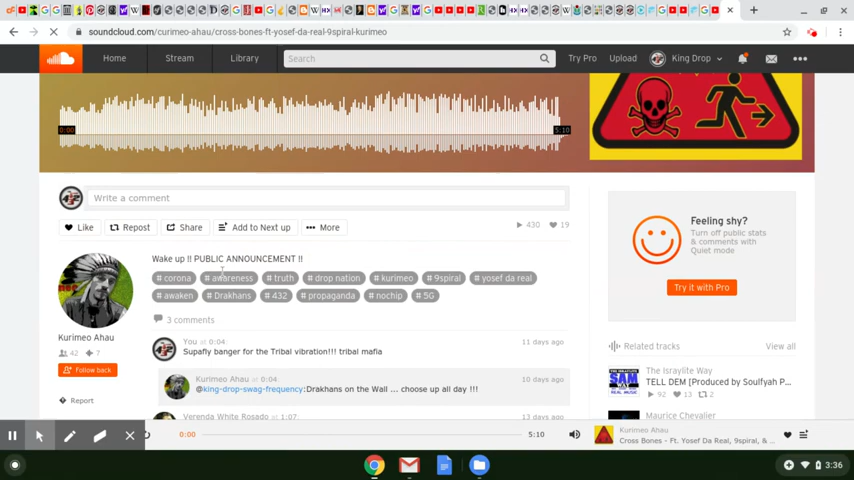 soundcloud.com/curimeo-ahau/cross-bones-ft-yosef-da-real-9spiral-kurimeo
Home Stream Library Search Try Pro Upload King Drop
0:00 5:10
Write a comment
Like Repost Share Add to Next up More 430 19
Wake up !! PUBLIC ANNOUNCEMENT !!
# corona # awareness # truth # drop nation # kurimeo # 9spiral # yosef da real
# awaken # Drakhans # 432 # propaganda # nochip # 5G
Kurimeo Ahau
42 7
Follow back
Report
3 comments
You at 0:04: 11 days ago
Supafly banger for the Tribal vibration!!! tribal mafia
Kurimeo Ahau at 0:04: 10 days ago
@king-drop-swag-frequency:Drakhans on the Wall ... choose up all day !!!
Verenda White Rosado at 1:07: 13 days ago
Feeling shy?
Turn off public stats
& comments with
Quiet mode
Try it with Pro
Related tracks View all
The Israylite Way
TELL DEM [Produced by Soulfyah P...
92 13 2
Maurice Chevalier
0:00 5:10
Kurimeo Ahau
Cross Bones - Ft. Yosef Da Real, 9spiral, & ...
3:36